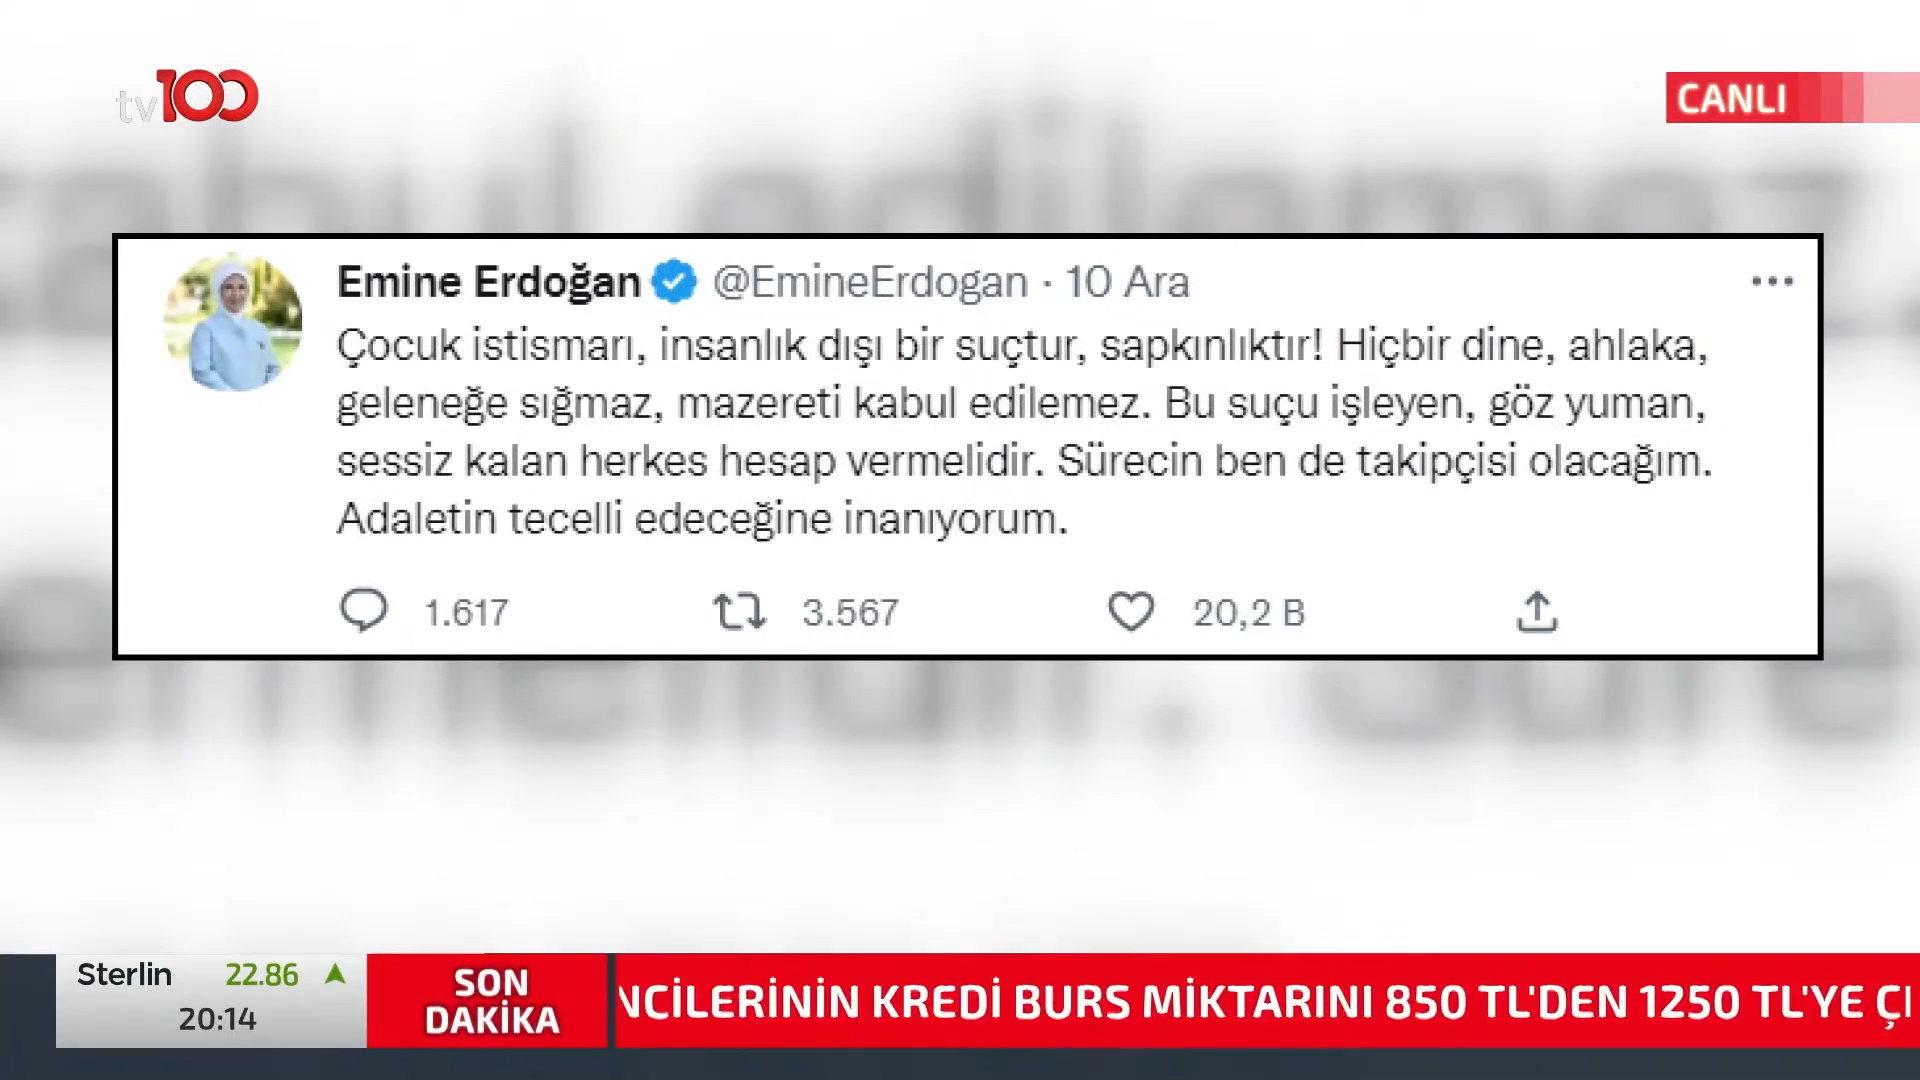 tv100
CANLI
Emine Erdoğan @EmineErdogan · 10 Ara
Çocuk istismarı, insanlık dışı bir suçtur, sapkınlıktır! Hiçbir dine, ahlaka,
geleneğe sığmaz, mazereti kabul edilemez. Bu suçu işleyen, göz yuman,
sessiz kalan herkes hesap vermelidir. Sürecin ben de takipçisi olacağım.
Adaletin tecelli edeceğine inanıyorum.
1.617 3.567 20,2 B
Sterlin 22.86
20:14
SON
DAKİKA
NCİLERİNİN KREDİ BURS MİKTARINI 850 TL'DEN 1250 TL'YE ÇI